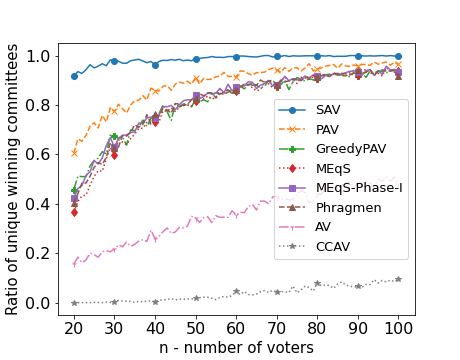 Ratio of unique winning committees
1.0
0.8
0.6
0.4
0.2
0.0
SAV
PAV
GreedyPAV
MEqS
MEqS-Phase-I
Phragmen
AV
CCAV
20 30 40 50 60 70 80 90 100
n - number of voters